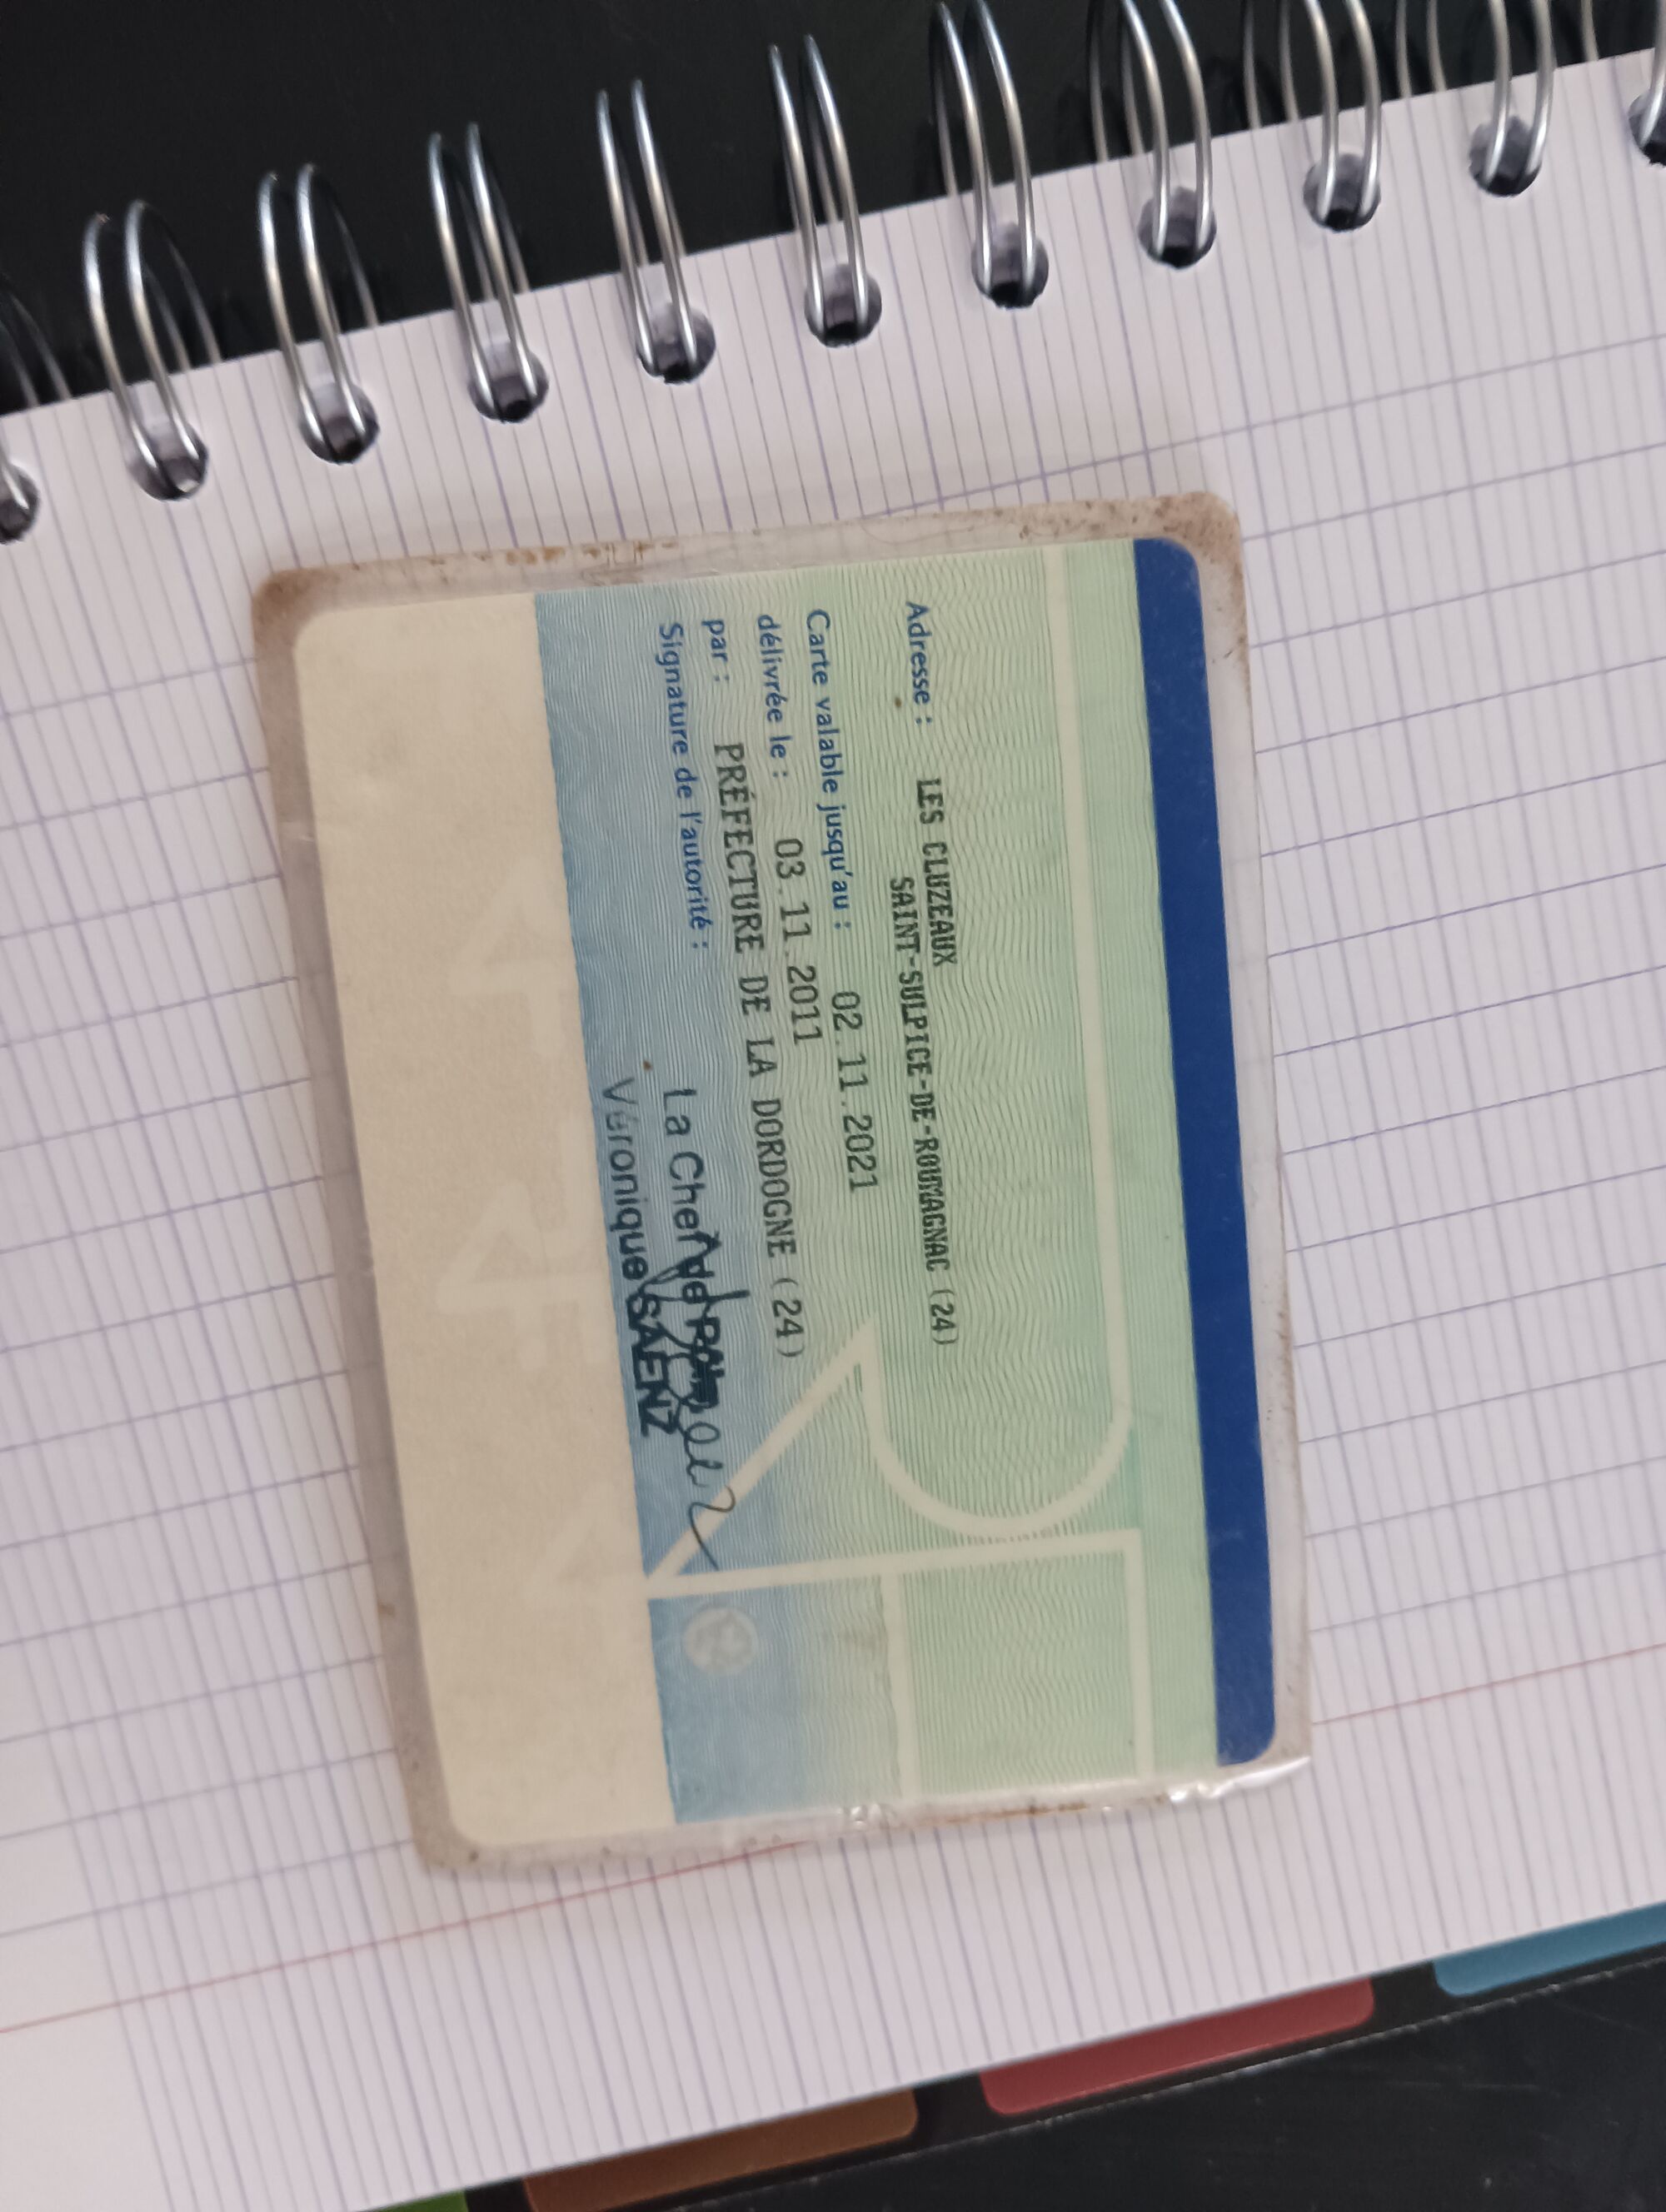 Adresse : LES CLUZEAUX
SAINT-SULPICE-DE-ROUMAGNAC (24)
Carte valable jusqu'au : 02.11.2021
délivrée le : 03.11.2011
par : PRÉFECTURE DE LA DORDOGNE (24)
Signature de l'autorité :
La Chef de
Véronique SAENZ